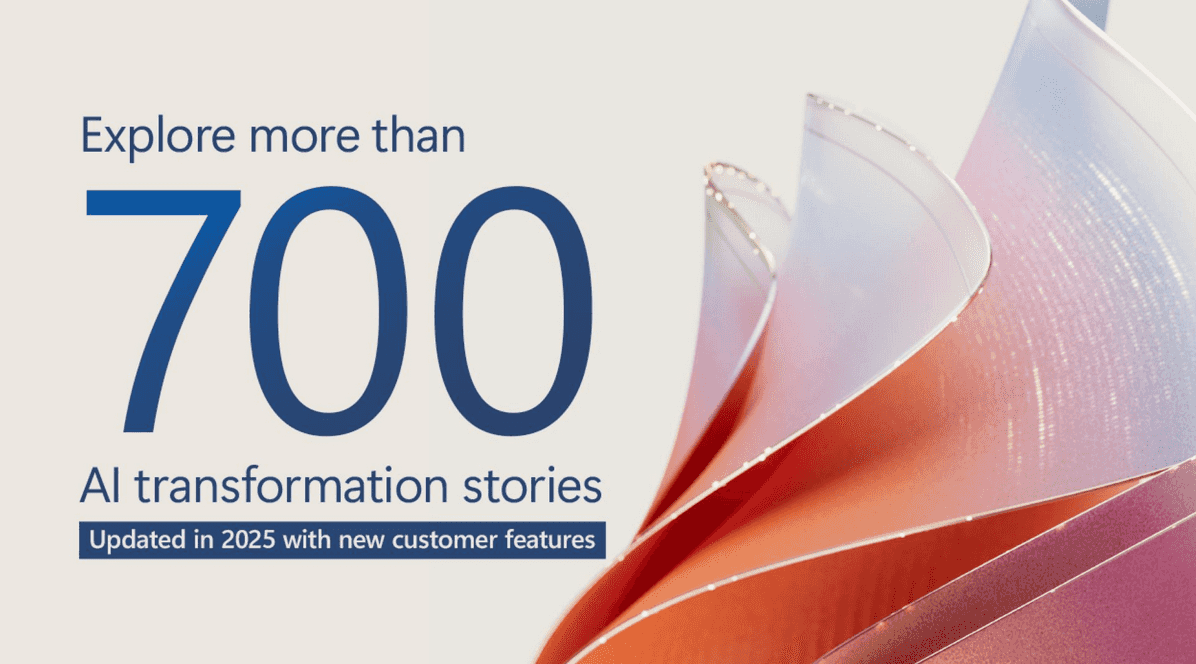 Explore more than
700
AI transformation stories
Updated in 2025 with new customer features